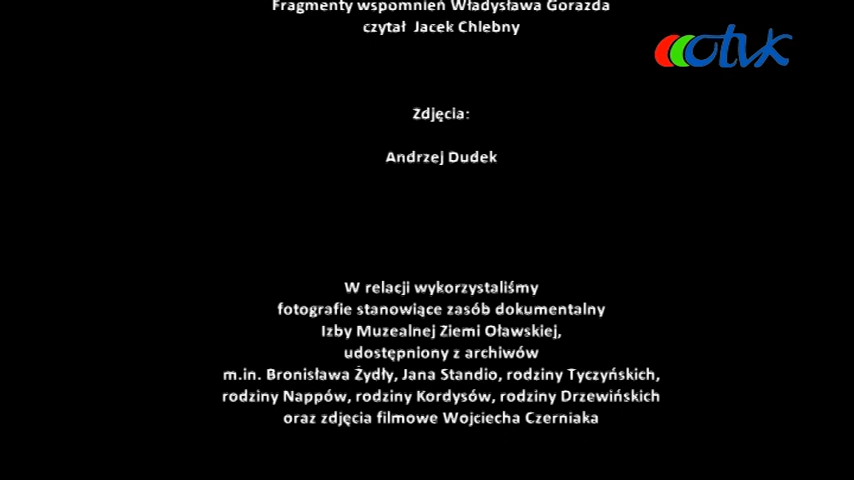 Fragmenty wspomnień Władysława Gorazda
czytał Jacek Chlebny
otvk
Zdjęcia:
Andrzej Dudek
W relacji wykorzystaliśmy
fotografie stanowiące zasób dokumentalny
Izby Muzealnej Ziemi Oławskiej,
udostępniony z archiwów
m.in. Bronisława Żydły, Jana Standio, rodziny Tyczyńskich,
rodziny Nappów, rodziny Kordysów, rodziny Drzewińskich
oraz zdjęcia filmowe Wojciecha Czerniaka